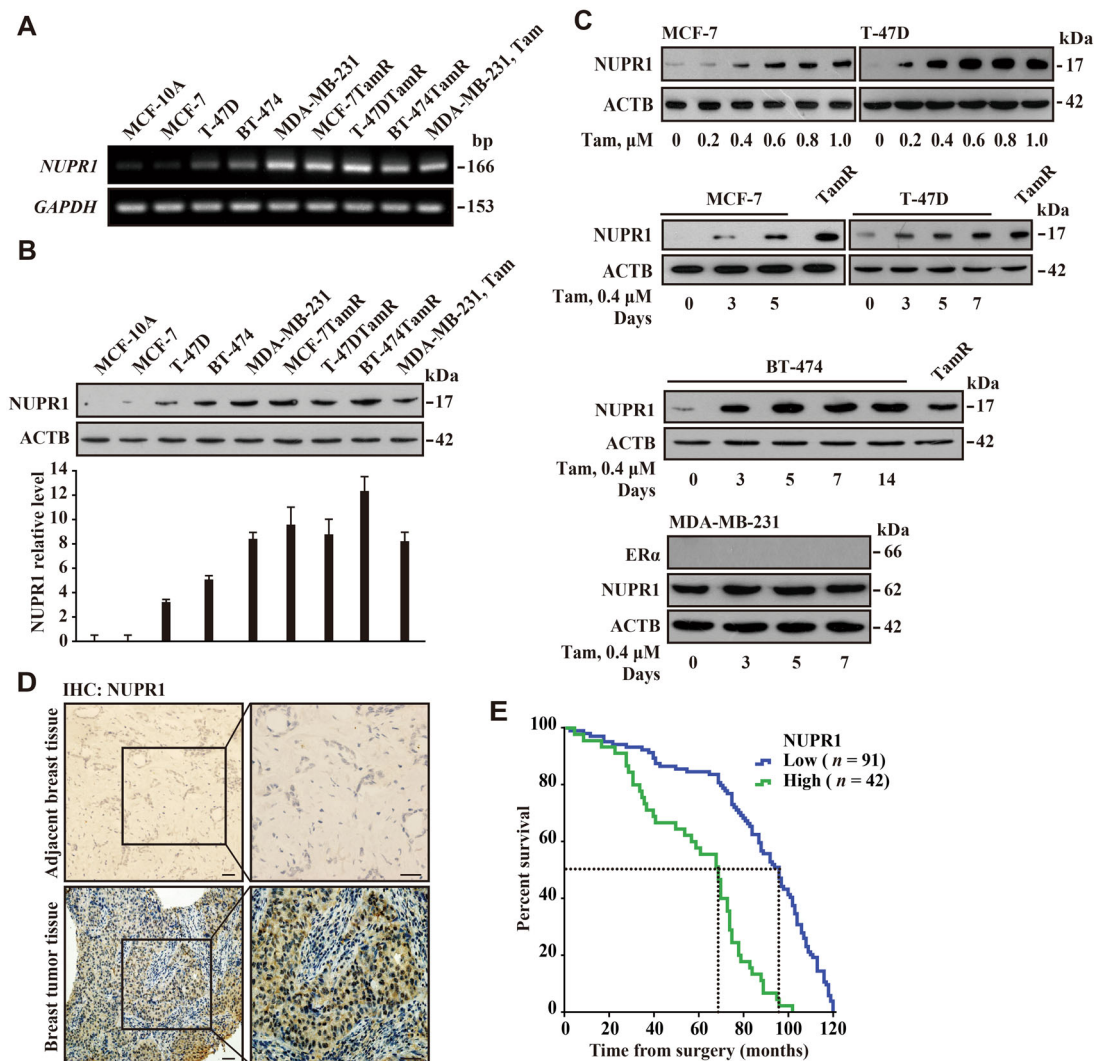 A
MCF-10A
MCF-7
T-47D
BT-474
MDA-MB-231
MCF-7TamR
T-47DTamR
BT-474TamR
MDA-MB-231, Tam
bp
NUPR1
-166
GAPDH
-153
B
MCF-10A
MCF-7
T-47D
BT-474
MDA-MB-231
MCF-7TamR
T-47DTamR
BT-474TamR
MDA-MB-231, Tam
kDa
NUPR1
-17
ACTB
-42
NUPR1 relative level
14
12
10
8
6
4
2
0
C
MCF-7
T-47D
kDa
NUPR1
-17
ACTB
-42
Tam, µM 0 0.2 0.4 0.6 0.8 1.0 0 0.2 0.4 0.6 0.8 1.0
MCF-7
TamR
T-47D
TamR
kDa
NUPR1
-17
ACTB
-42
Tam, 0.4 µM
Days
0 3 5 0 3 5 7
BT-474
TamR
kDa
NUPR1
-17
ACTB
-42
Tam, 0.4 µM
Days
0 3 5 7 14
MDA-MB-231
kDa
ERα
-66
NUPR1
-62
ACTB
-42
Tam, 0.4 µM
Days
0 3 5 7
D
IHC: NUPR1
Adjacent breast tissue
Breast tumor tissue
E
Percent survival
100
80
60
40
20
0
NUPR1
Low ( n = 91)
High ( n = 42)
0 20 40 60 80 100 120
Time from surgery (months)